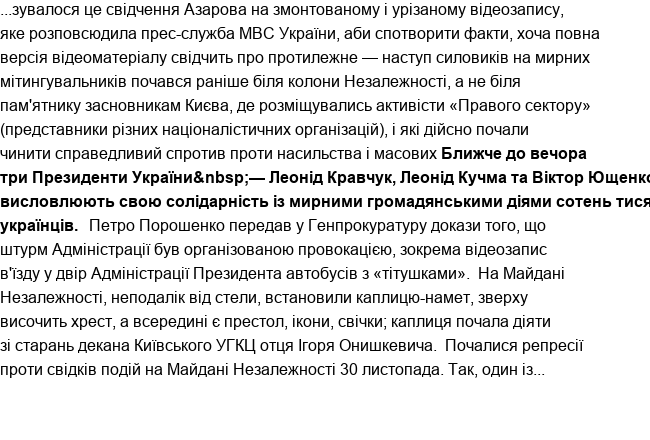 ...зувалося це свідчення Азарова на змонтованому і урізаному відеозапису,
яке розповсюдила прес-служба МВС України, аби спотворити факти, хоча повна
версія відеоматеріалу свідчить про протилежне — наступ силовиків на мирних
мітингувальників почався раніше біля колони Незалежності, а не біля
пам'ятнику засновникам Києва, де розміщувались активісти «Правого сектору»
(представники різних націоналістичних організацій), і які дійсно почали
чинити справедливий спротив проти насильства і масових Ближче до вечора
три Президенти України&nbsp;— Леонід Кравчук, Леонід Кучма та Віктор Ющенко
висловлюють свою солідарність із мирними громадянськими діями сотень тися
українців. Петро Порошенко передав у Генпрокуратуру докази того, що
штурм Адміністрації був організованою провокацією, зокрема відеозапис
в'їзду у двір Адміністрації Президента автобусів з «тітушками». На Майдані
Незалежності, неподалік від стели, встановили каплицю-намет, зверху
височить хрест, а всередині є престол, ікони, свічки; каплиця почала діяти
зі старань декана Київського УГКЦ отця Ігоря Онишкевича. Почалися репресії
проти свідків подій на Майдані Незалежності 30 листопада. Так, один із...